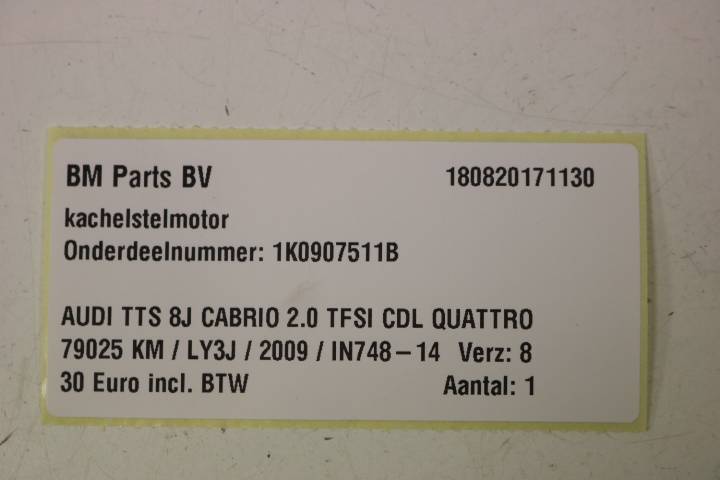 BM Parts BV 180820171130
kachelstelmotor
Onderdeelnummer: 1K0907511B
AUDI TTS 8J CABRIO 2.0 TFSI CDL QUATTRO
79025 KM / LY3J / 2009 / IN748-14 Verz: 8
30 Euro incl. BTW Aantal: 1